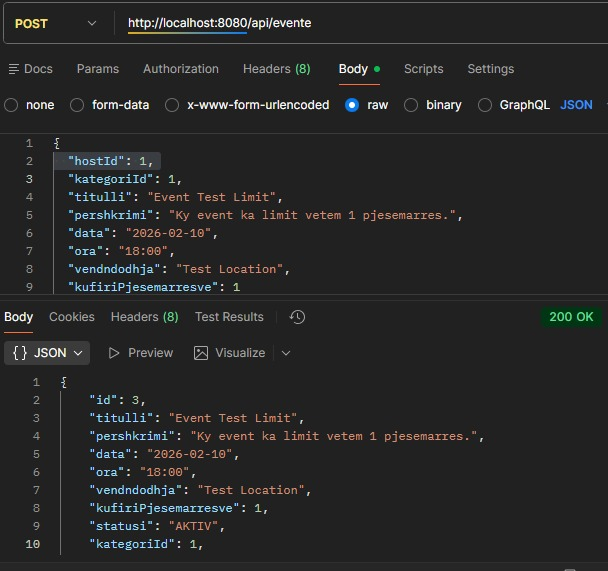 POST http://localhost:8080/api/evente
Docs Params Authorization Headers (8) Body Scripts Settings
none form-data x-www-form-urlencoded raw binary GraphQL JSON
1 {
2 "hostId": 1,
3 "kategoriId": 1,
4 "titulli": "Event Test Limit",
5 "pershkrimi": "Ky event ka limit vetem 1 pjesemarres.",
6 "data": "2026-02-10",
7 "ora": "18:00",
8 "vendndodhja": "Test Location",
9 "kufiriPjesemarresve": 1
Body Cookies Headers (8) Test Results 200 OK
{} JSON Preview Visualize
1 {
2 "id": 3,
3 "titulli": "Event Test Limit",
4 "pershkrimi": "Ky event ka limit vetem 1 pjesemarres.",
5 "data": "2026-02-10",
6 "ora": "18:00",
7 "vendndodhja": "Test Location",
8 "kufiriPjesemarresve": 1,
9 "statusi": "AKTIV",
10 "kategoriId": 1,